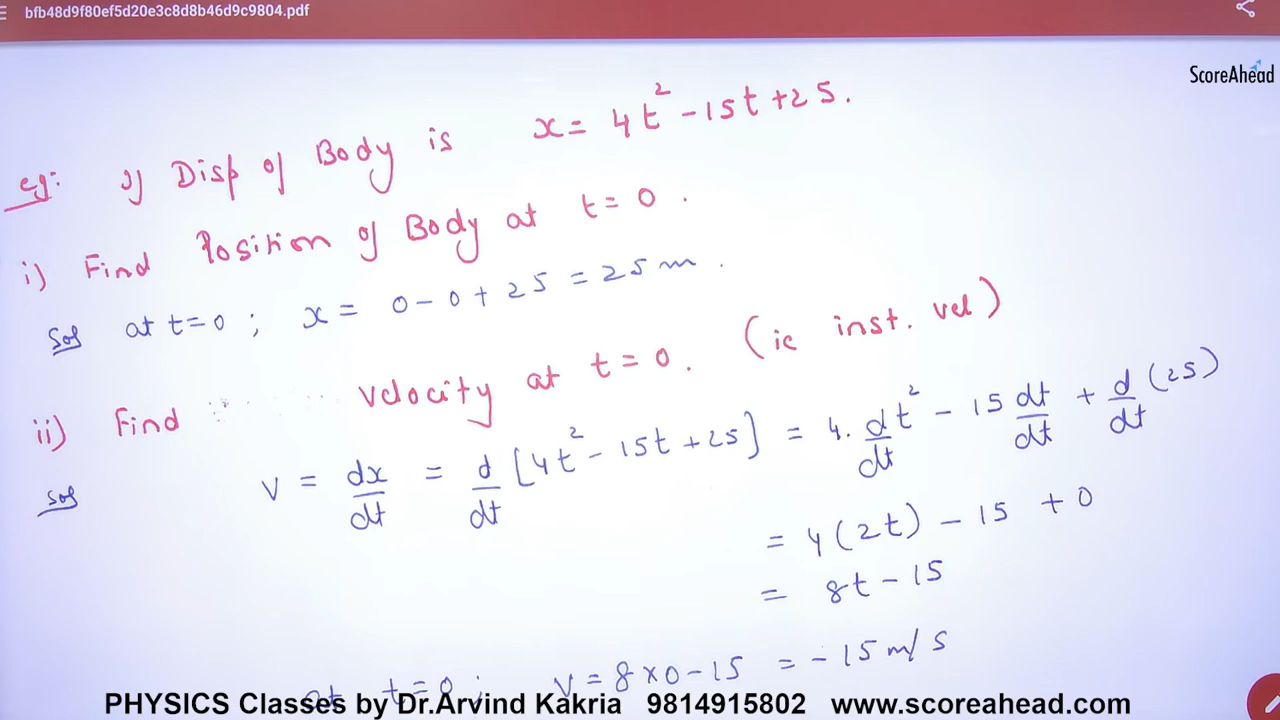 bfb48d9f80ef5d20e3c8d8b46d9c9804.pdf
ScoreAhead
eg: If Disp of Body is x = 4t² - 15t + 25.
i) Find Position of Body at t = 0.
Sol at t = 0 ; x = 0 - 0 + 25 = 25 m.
ii) Find velocity at t = 0. (ie inst. vel)
Sol V = dx/dt = d/dt [4t² - 15t + 25] = 4. d/dt t² - 15 dt/dt + d/dt (25)
= 4(2t) - 15 + 0
= 8t - 15
at t = 0 ; V = 8 × 0 - 15 = -15 m/s
PHYSICS Classes by Dr.Arvind Kakria 9814915802 www.scoreahead.com